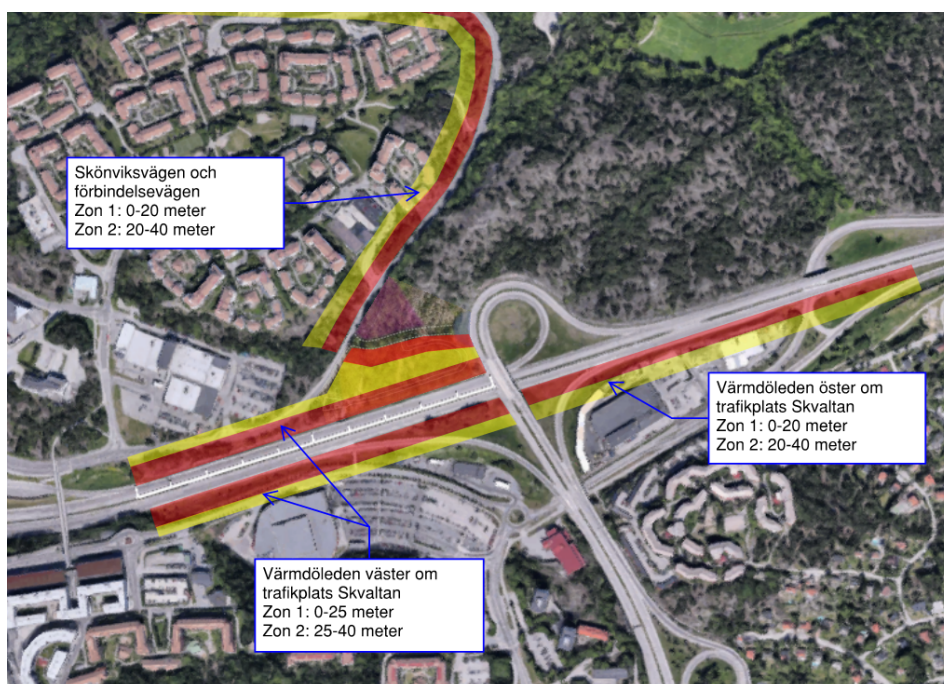 Skönviksvägen och
förbindelsevägen
Zon 1: 0-20 meter
Zon 2: 20-40 meter
Värmdöleden öster om
trafikplats Skvaltan
Zon 1: 0-20 meter
Zon 2: 20-40 meter
Värmdöleden väster om
trafikplats Skvaltan
Zon 1: 0-25 meter
Zon 2: 25-40 meter